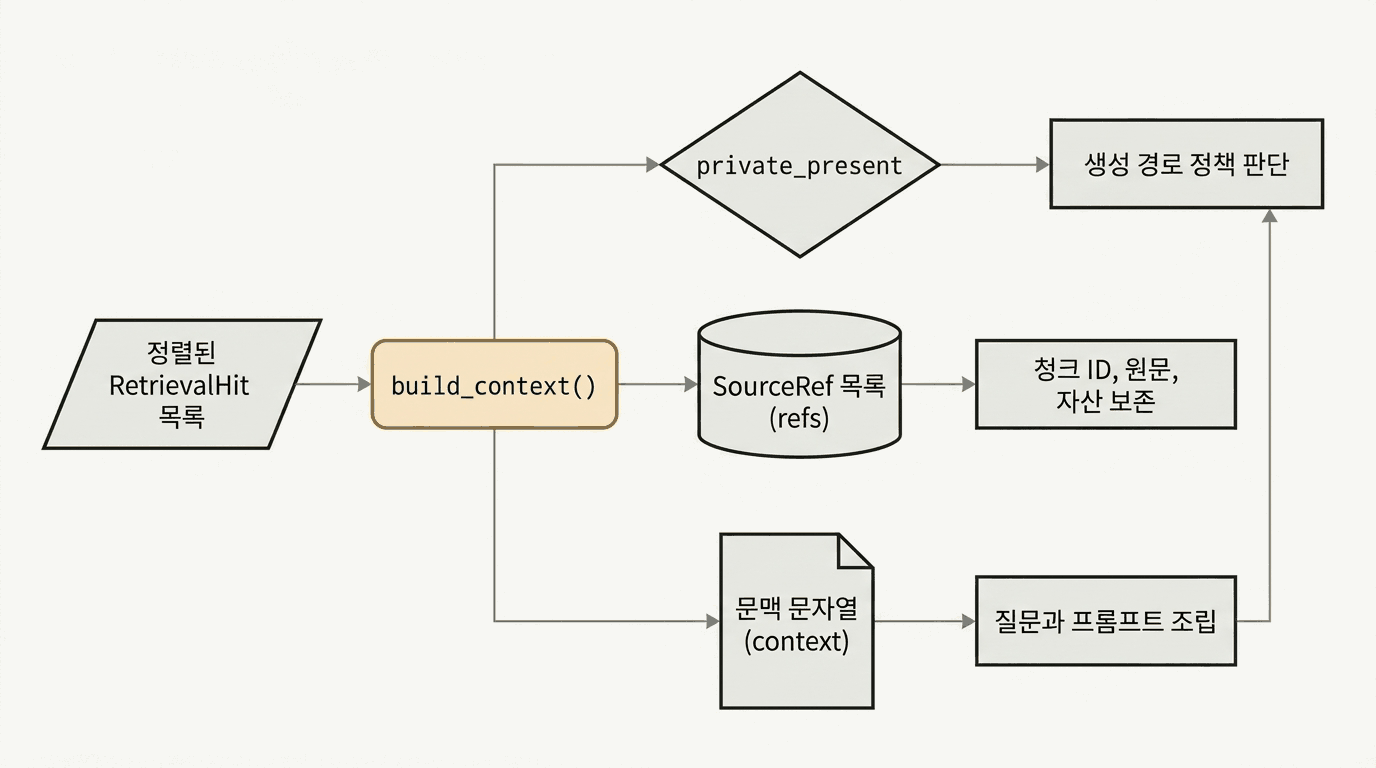 private_present
생성 경로 정책 판단
정렬된
RetrievalHit
목록
build_context()
SourceRef 목록
(refs)
청크 ID, 원문,
자산 보존
문맥 문자열
(context)
질문과 프롬프트 조립